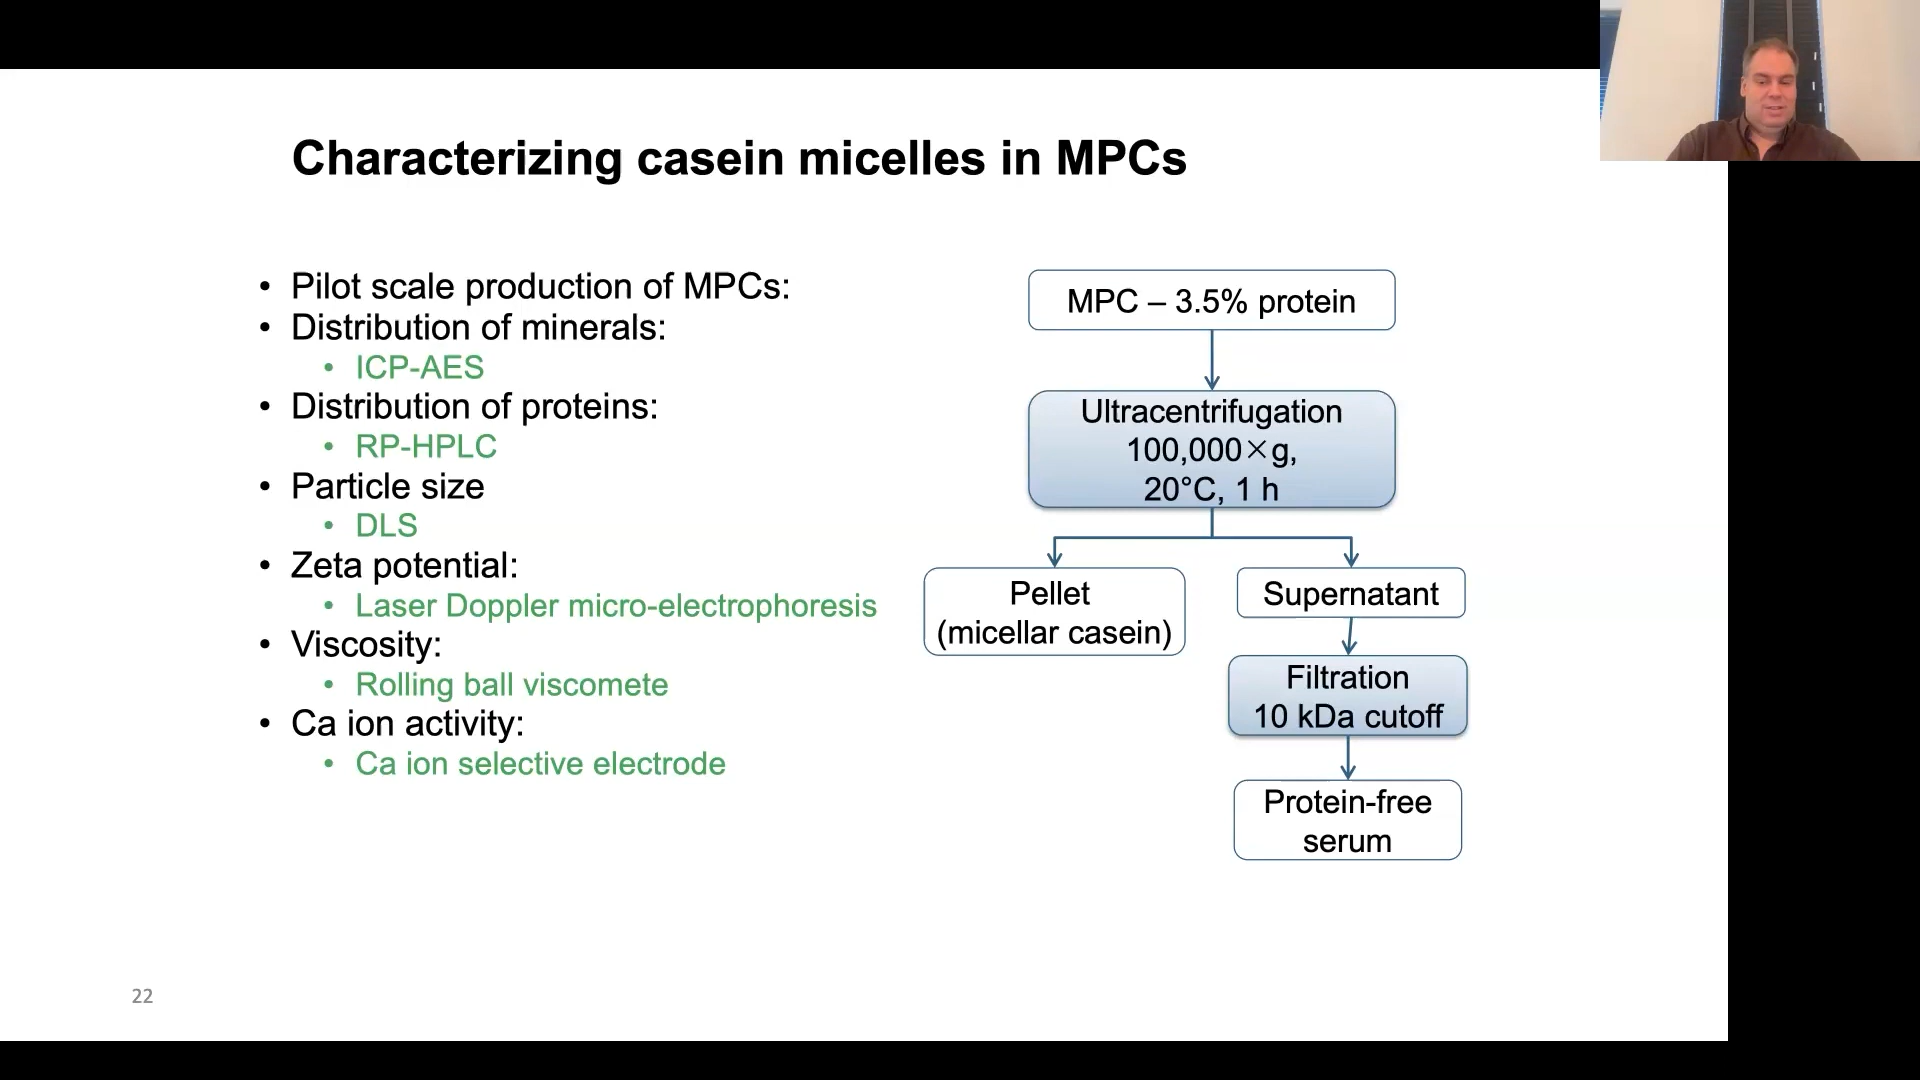 Characterizing casein micelles in MPCs
• Pilot scale production of MPCs:
• Distribution of minerals:
• ICP-AES
• Distribution of proteins:
• RP-HPLC
• Particle size
• DLS
• Zeta potential:
• Laser Doppler micro-electrophoresis
• Viscosity:
• Rolling ball viscomete
• Ca ion activity:
• Ca ion selective electrode
MPC – 3.5% protein
Ultracentrifugation
100,000×g,
20°C, 1 h
Pellet
(micellar casein)
Supernatant
Filtration
10 kDa cutoff
Protein-free
serum
22